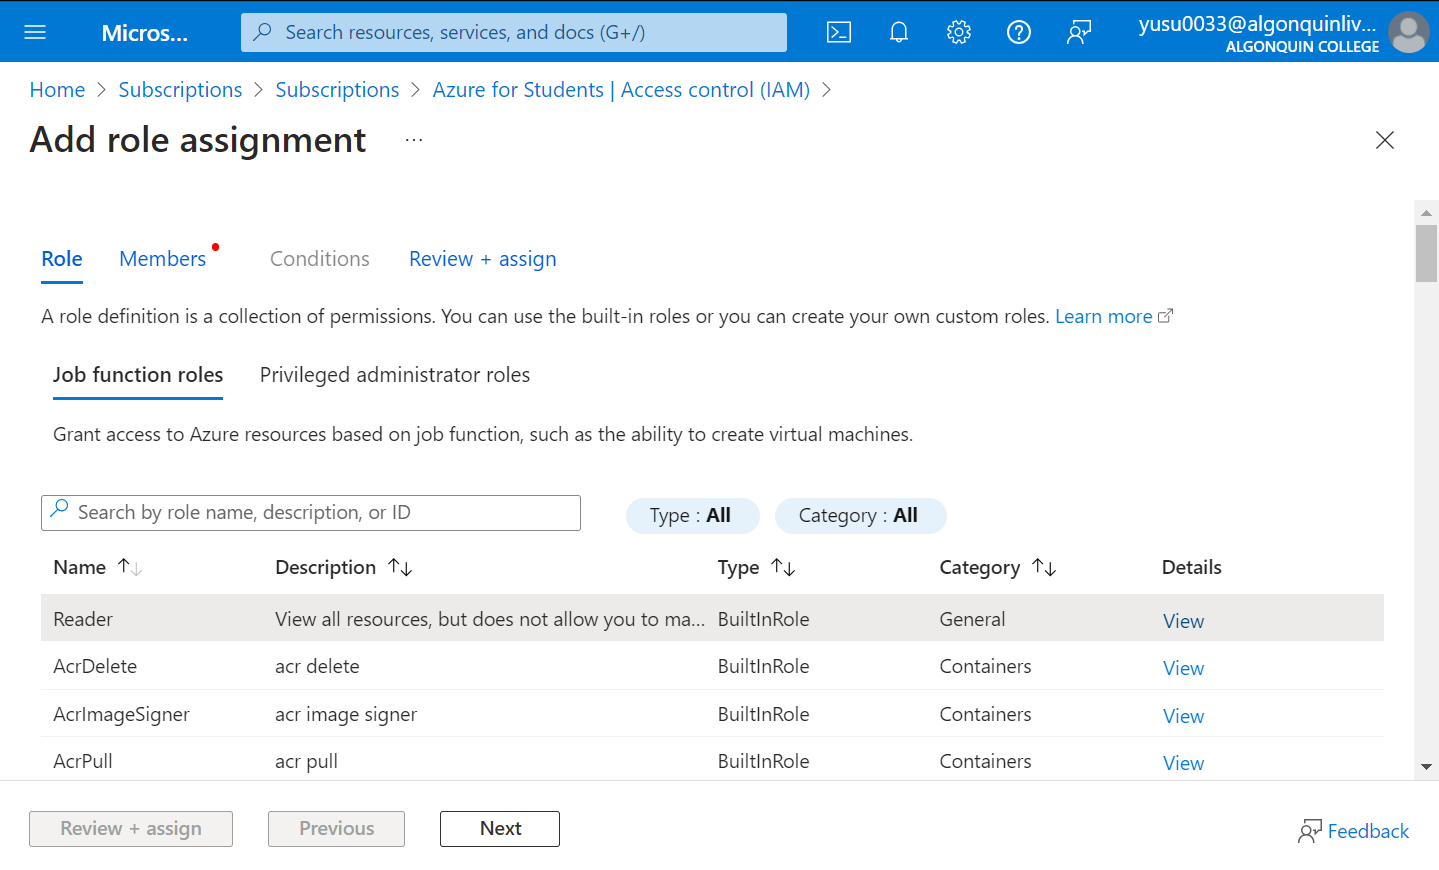 Micros...
Search resources, services, and docs (G+/)
yusu0033@algonquinliv...
ALGONQUIN COLLEGE
Home > Subscriptions > Subscriptions > Azure for Students | Access control (IAM) >
Add role assignment ...
Role Members Conditions Review + assign
A role definition is a collection of permissions. You can use the built-in roles or you can create your own custom roles. Learn more
Job function roles Privileged administrator roles
Grant access to Azure resources based on job function, such as the ability to create virtual machines.
Search by role name, description, or ID Type : All Category : All
Name ↑↓ Description ↑↓ Type ↑↓ Category ↑↓ Details
Reader View all resources, but does not allow you to ma... BuiltInRole General View
AcrDelete acr delete BuiltInRole Containers View
AcrImageSigner acr image signer BuiltInRole Containers View
AcrPull acr pull BuiltInRole Containers View
Review + assign Previous Next Feedback